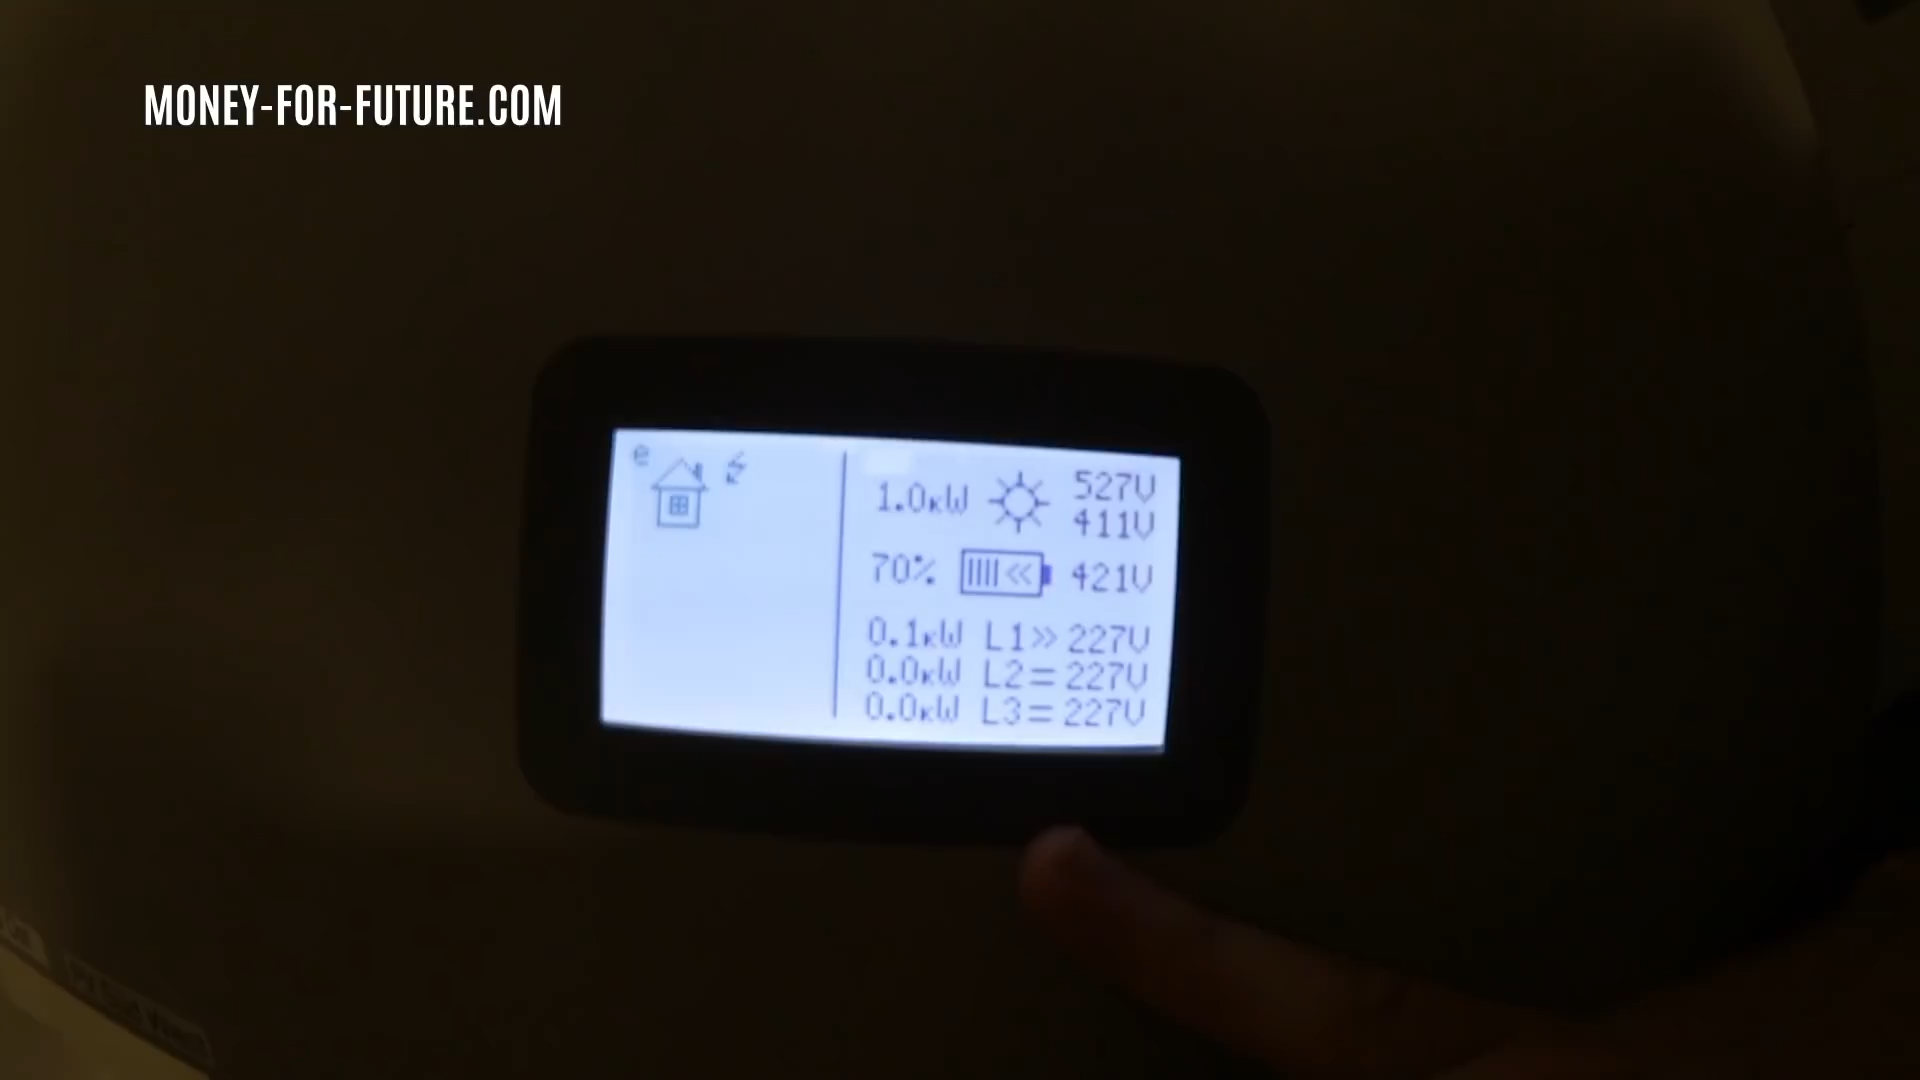 MONEY-FOR-FUTURE.COM
e
1.0kW 527V
411V
70% 421V
0.1kW L1» 227V
0.0kW L2= 227V
0.0kW L3= 227V